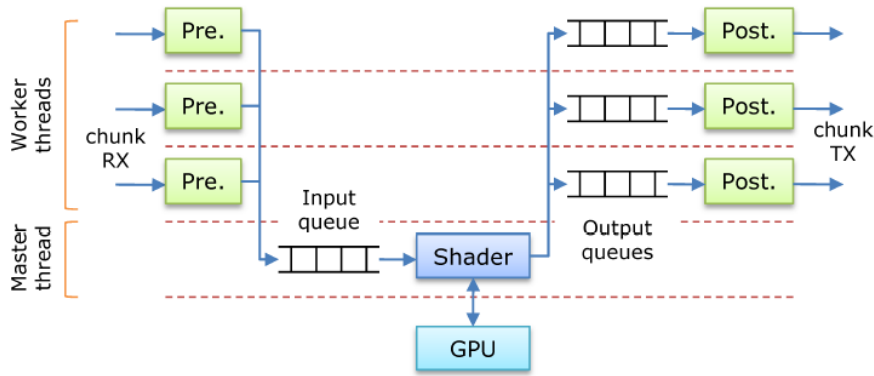 Worker
threads
Pre.
Post.
Pre.
Post.
chunk
RX
chunk
TX
Pre.
Post.
Master
thread
Input
queue
Shader
Output
queues
GPU